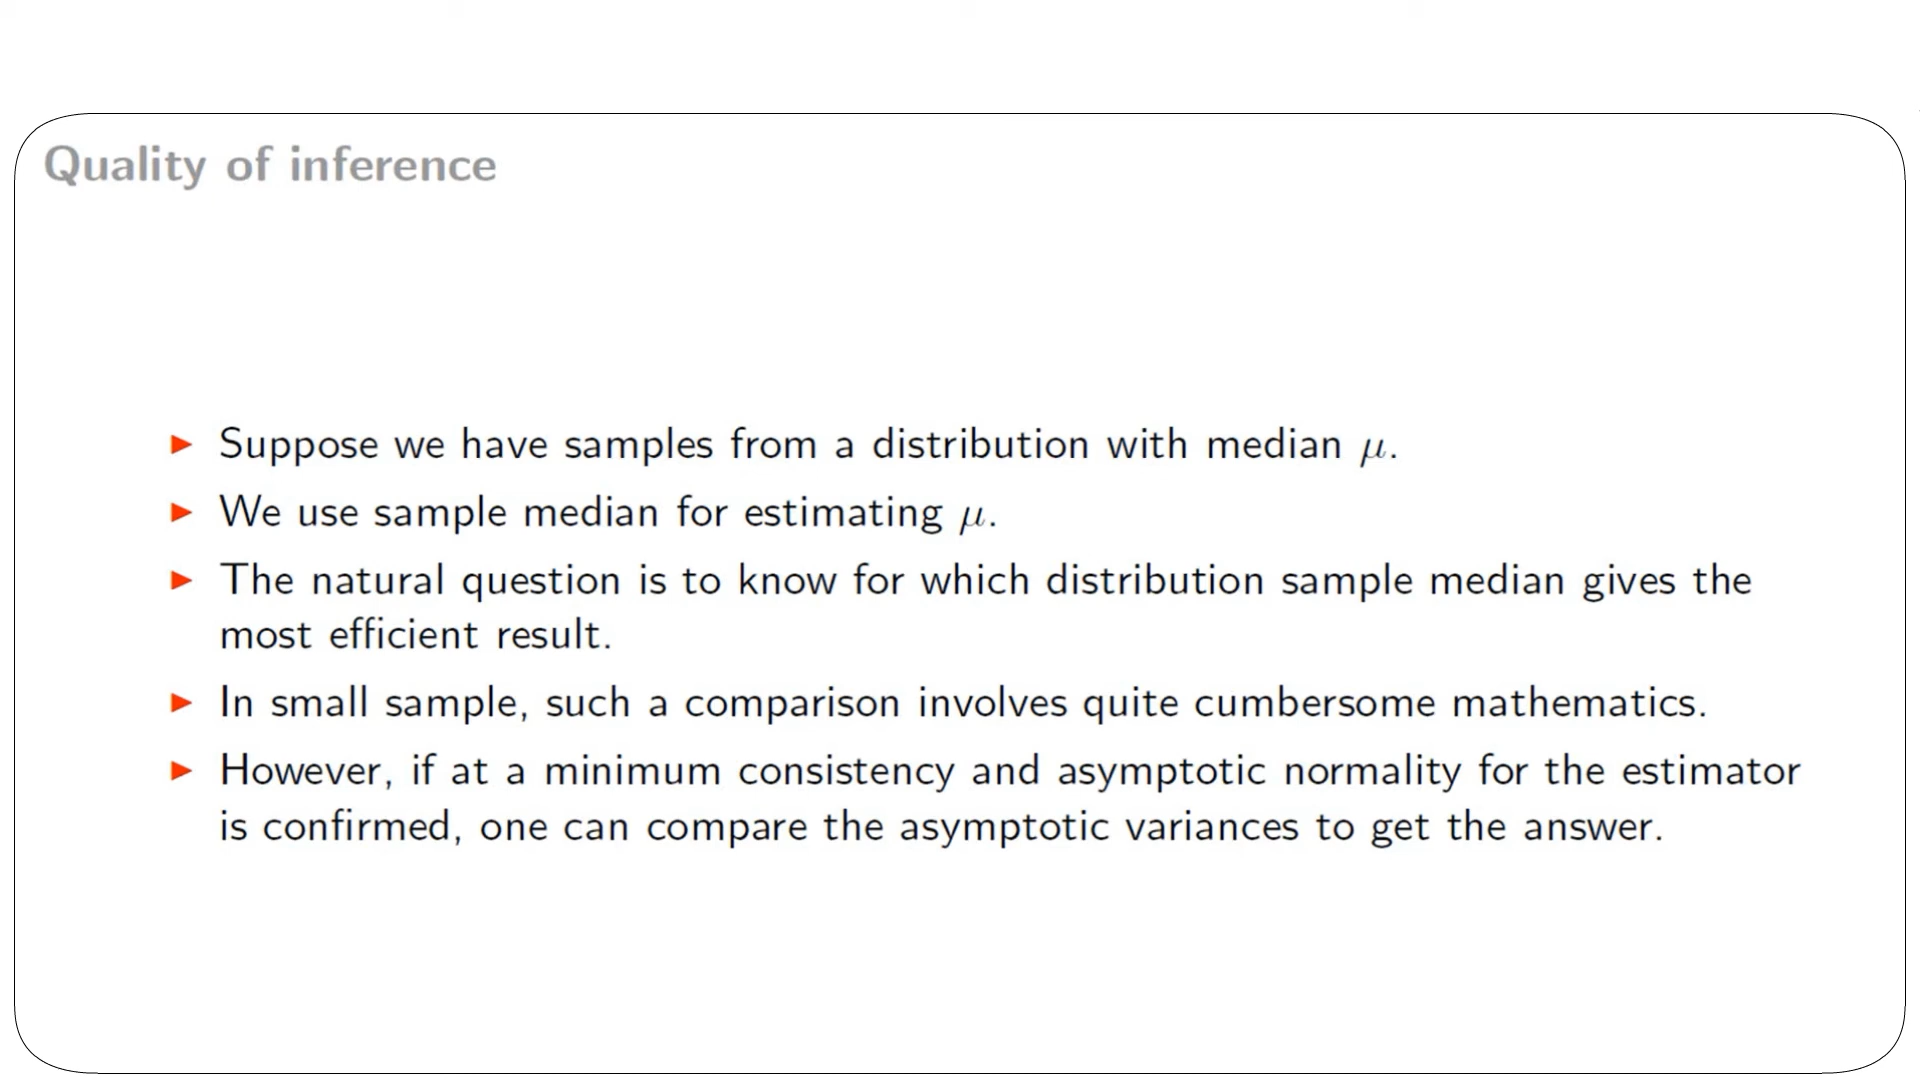 Quality of inference
Suppose we have samples from a distribution with median μ.
We use sample median for estimating μ.
The natural question is to know for which distribution sample median gives the
most efficient result.
In small sample, such a comparison involves quite cumbersome mathematics.
However, if at a minimum consistency and asymptotic normality for the estimator
is confirmed, one can compare the asymptotic variances to get the answer.